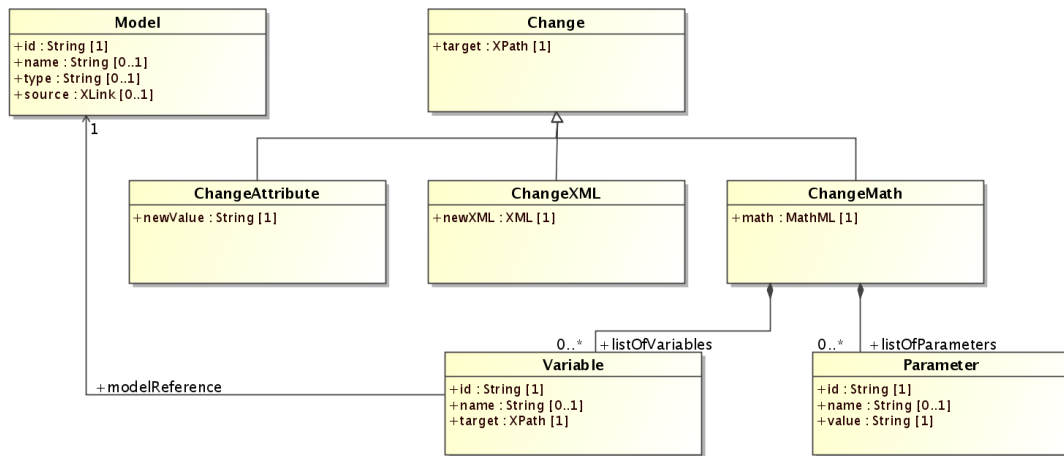 Model
+id : String [1]
+name : String [0..1]
+type : String [0..1]
+source : XLink [0..1]
Change
+target : XPath [1]
1
ChangeAttribute
+newValue : String [1]
ChangeXML
+newXML : XML [1]
ChangeMath
+math : MathML [1]
0..* +listOfVariables
0..* +listOfParameters
+modelReference
Variable
+id : String [1]
+name : String [0..1]
+target : XPath [1]
Parameter
+id : String [1]
+name : String [0..1]
+value : String [1]